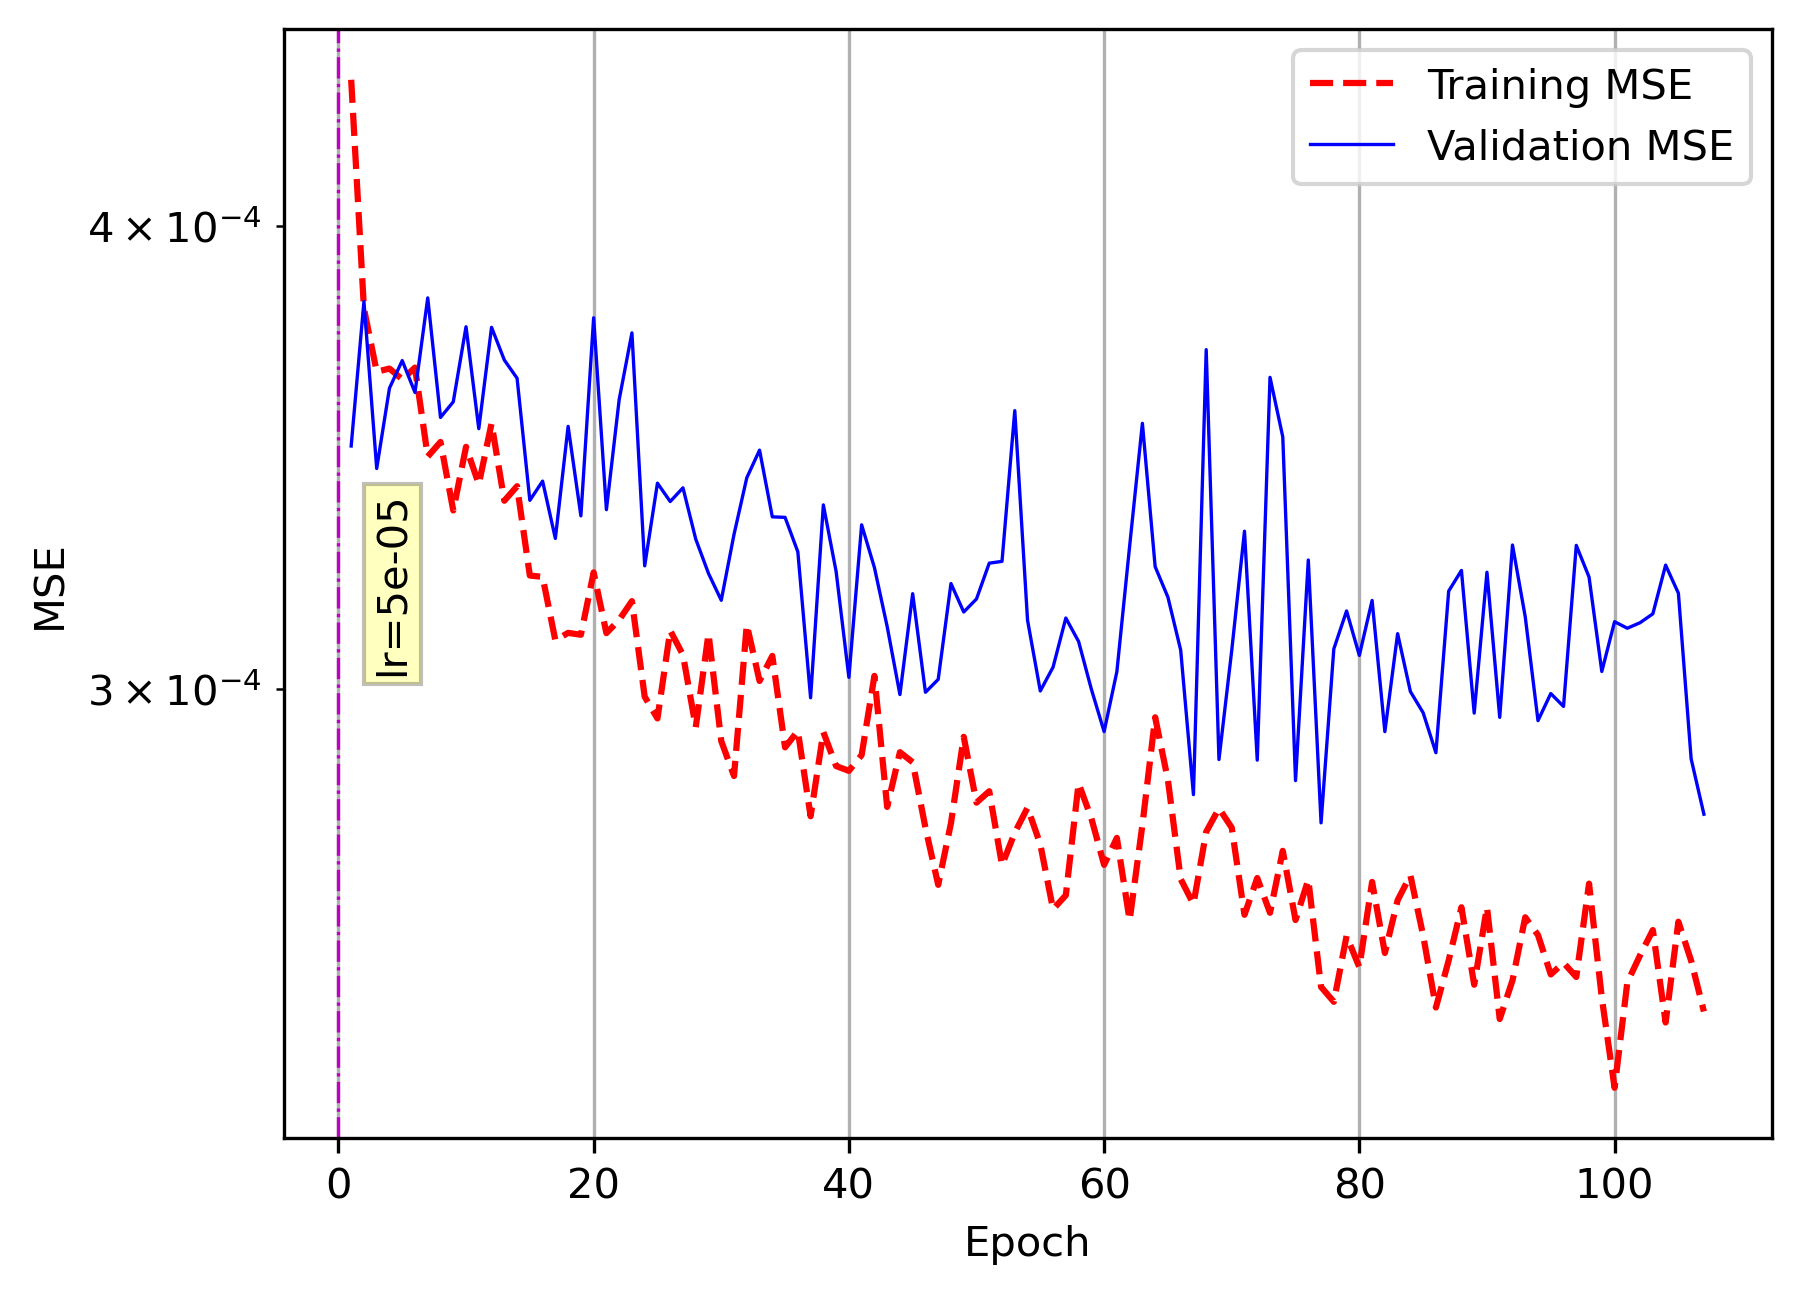 Training MSE
Validation MSE
4 × 10⁻⁴
3 × 10⁻⁴
MSE
lr=5e-05
0 20 40 60 80 100
Epoch